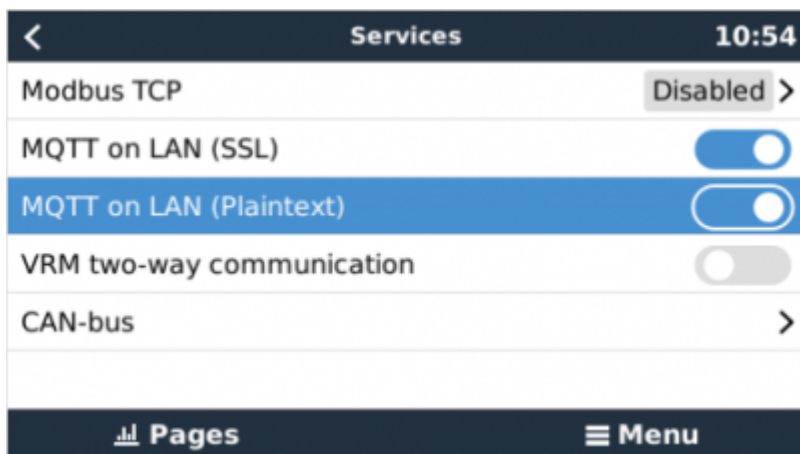 Services 10:54
Modbus TCP Disabled
MQTT on LAN (SSL)
MQTT on LAN (Plaintext)
VRM two-way communication
CAN-bus
Pages Menu